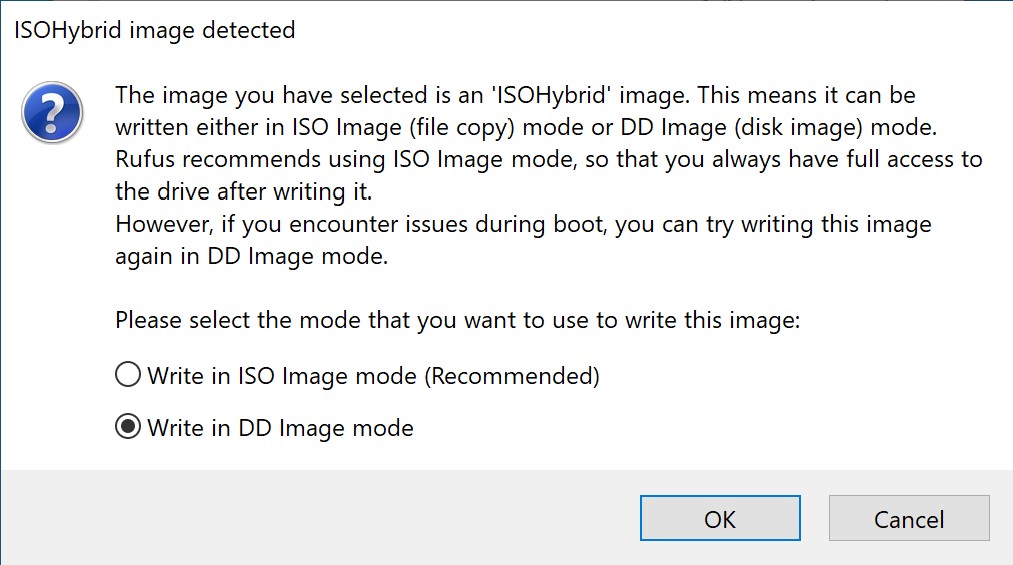 ISOHybrid image detected
The image you have selected is an 'ISOHybrid' image. This means it can be
written either in ISO Image (file copy) mode or DD Image (disk image) mode.
Rufus recommends using ISO Image mode, so that you always have full access to
the drive after writing it.
However, if you encounter issues during boot, you can try writing this image
again in DD Image mode.
Please select the mode that you want to use to write this image:
Write in ISO Image mode (Recommended)
Write in DD Image mode
OK Cancel